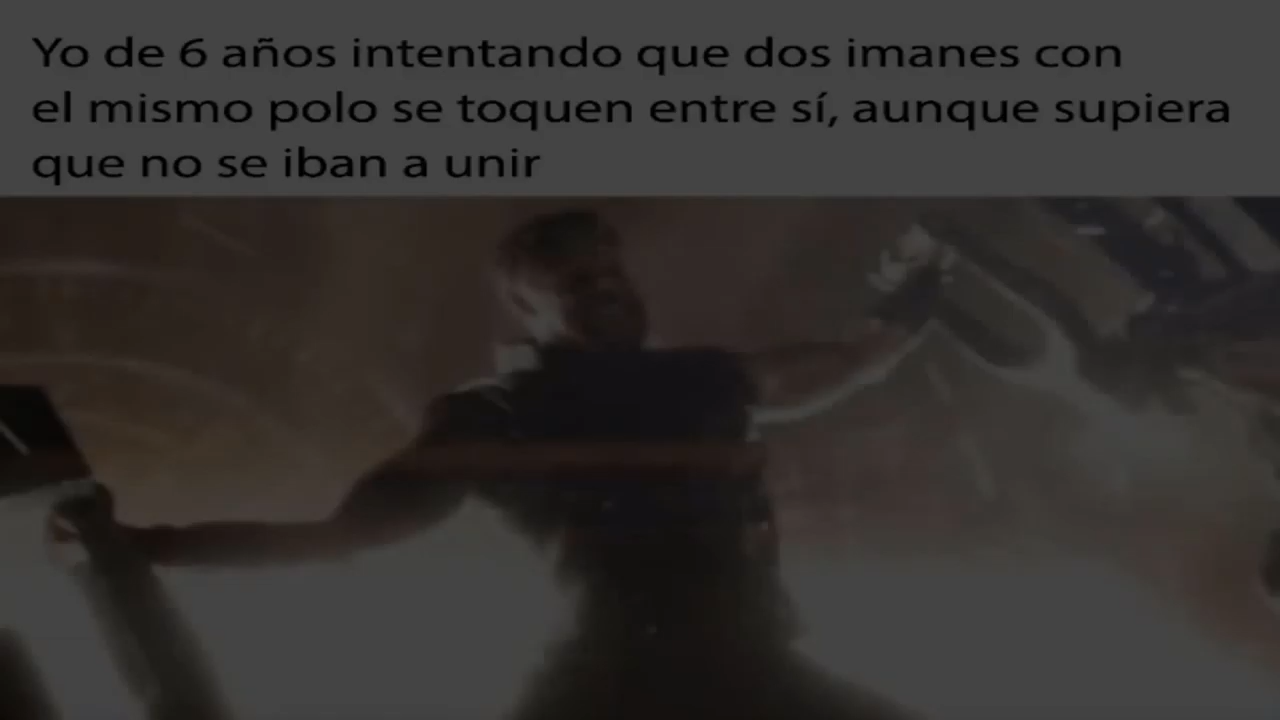 Yo de 6 años intentando que dos imanes con
el mismo polo se toquen entre sí, aunque supiera
que no se iban a unir